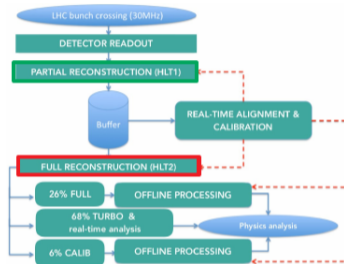 LHC bunch crossing (30MHz)
DETECTOR READOUT
PARTIAL RECONSTRUCTION (HLT1)
Buffer
REAL-TIME ALIGNMENT &
CALIBRATION
FULL RECONSTRUCTION (HLT2)
26% FULL
OFFLINE PROCESSING
68% TURBO &
real-time analysis
Physics analysis
6% CALIB
OFFLINE PROCESSING